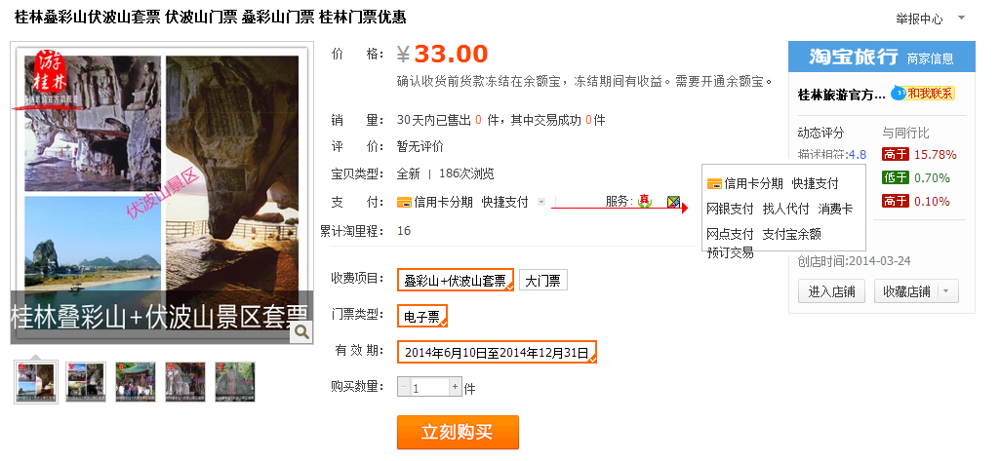 桂林叠彩山伏波山套票 伏波山门票 叠彩山门票 桂林门票优惠
举报中心
游桂林
伏波山景区
桂林叠彩山+伏波山景区套票
价 格: ¥33.00
确认收货前货款冻结在余额宝，冻结期间有收益。需要开通余额宝。
销 量: 30天内已售出 0 件，其中交易成功 0 件
评 价: 暂无评价
宝贝类型: 全新 | 186次浏览
支 付: 信用卡分期 快捷支付 服务: 真
累计淘里程: 16
信用卡分期 快捷支付
网银支付 找人代付 消费卡
网点支付 支付宝余额
预订交易
收费项目: 叠彩山+伏波山套票 大门票
门票类型: 电子票
有 效 期: 2014年6月10日至2014年12月31日
购买数量: - 1 + 件
立刻购买
淘宝旅行 商家信息
桂林旅游官方... 和我联系
动态评分 与同行比
描述相符:4.8 高于 15.78%
低于 0.70%
高于 0.10%
创店时间:2014-03-24
进入店铺 收藏店铺